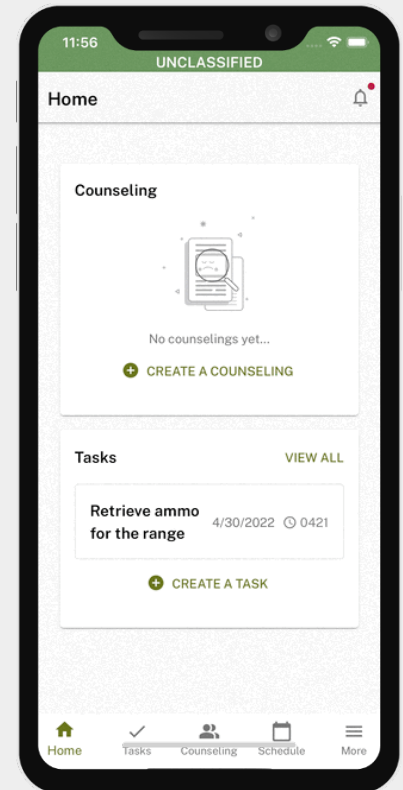 11:56
UNCLASSIFIED
Home
Counseling
No counselings yet...
CREATE A COUNSELING
Tasks VIEW ALL
Retrieve ammo
for the range
4/30/2022 0421
CREATE A TASK
Home Tasks Counseling Schedule More